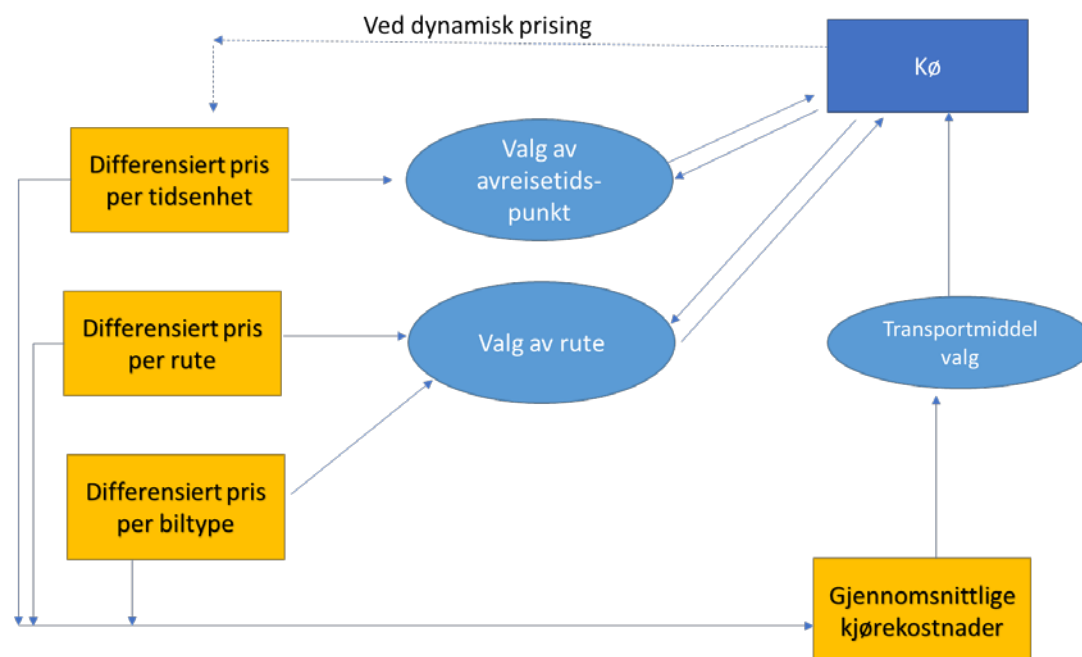 Ved dynamisk prising
Kø
Differensiert pris
per tidsenhet
Valg av
avreisetids-
punkt
Differensiert pris
per rute
Valg av rute
Transportmiddel
valg
Differensiert pris
per biltype
Gjennomsnittlige
kjørekostnader